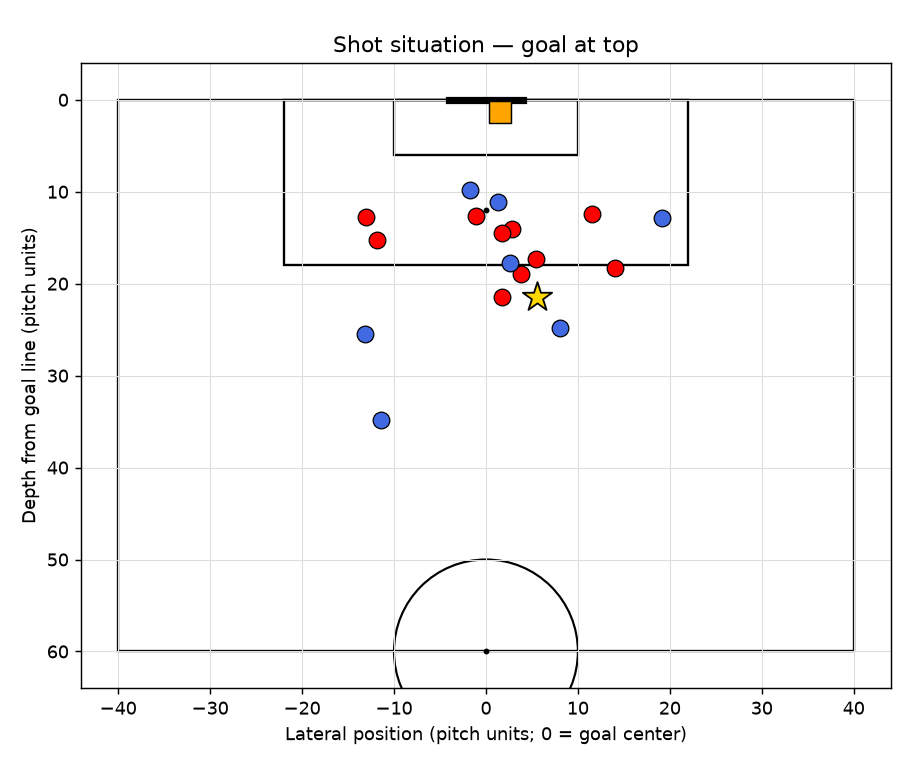 Shot situation — goal at top
Depth from goal line (pitch units)
0
10
20
30
40
50
60
−40 −30 −20 −10 0 10 20 30 40
Lateral position (pitch units; 0 = goal center)